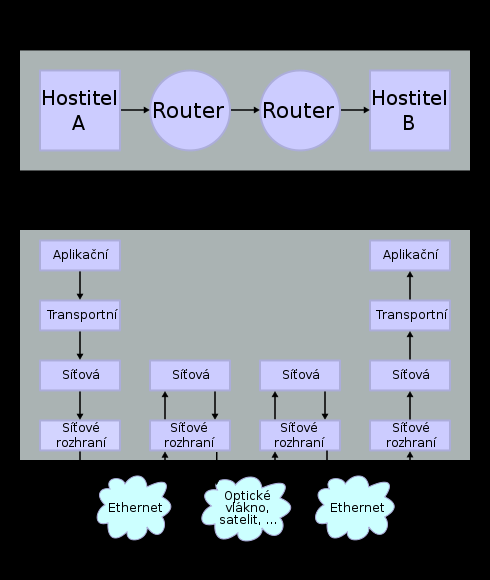 Hostitel
A
Router
Router
Hostitel
B
Aplikační
Aplikační
Transportní
Transportní
Síťová
Síťová
Síťová
Síťová
Síťové
rozhraní
Síťové
rozhraní
Síťové
rozhraní
Síťové
rozhraní
Ethernet
Optické
vlákno,
satelit, ...
Ethernet